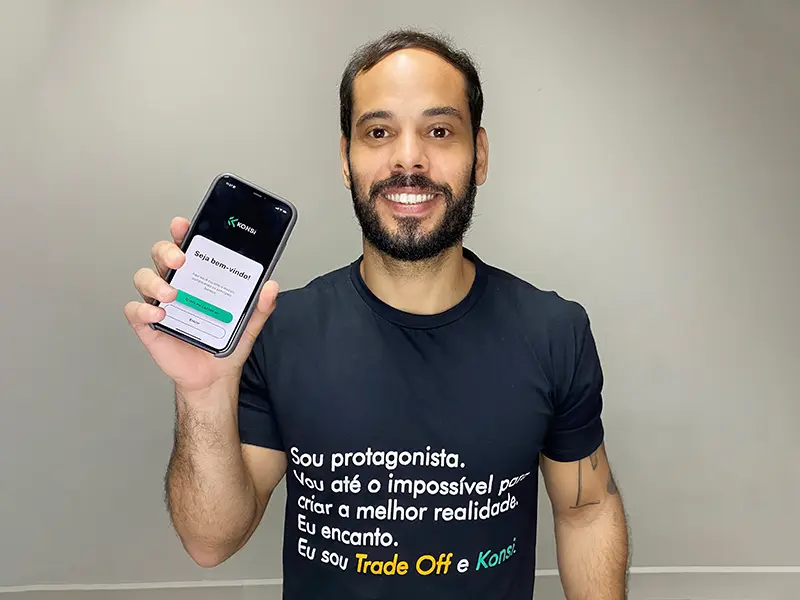 KONSI
Seja bem-vindo!
Entrar
Sou protagonista.
Vou até o impossível para
criar a melhor realidade.
Eu encanto.
Eu sou Trade Off e Konsi.